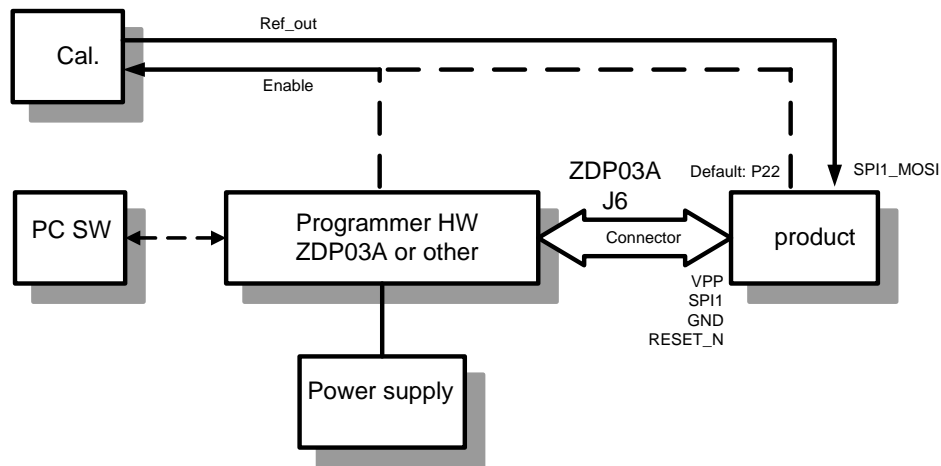 Ref_out
Cal.
Enable
ZDP03A
J6
Default: P22
SPI1_MOSI
PC SW
Programmer HW
ZDP03A or other
Connector
product
VPP
SPI1
GND
RESET_N
Power supply